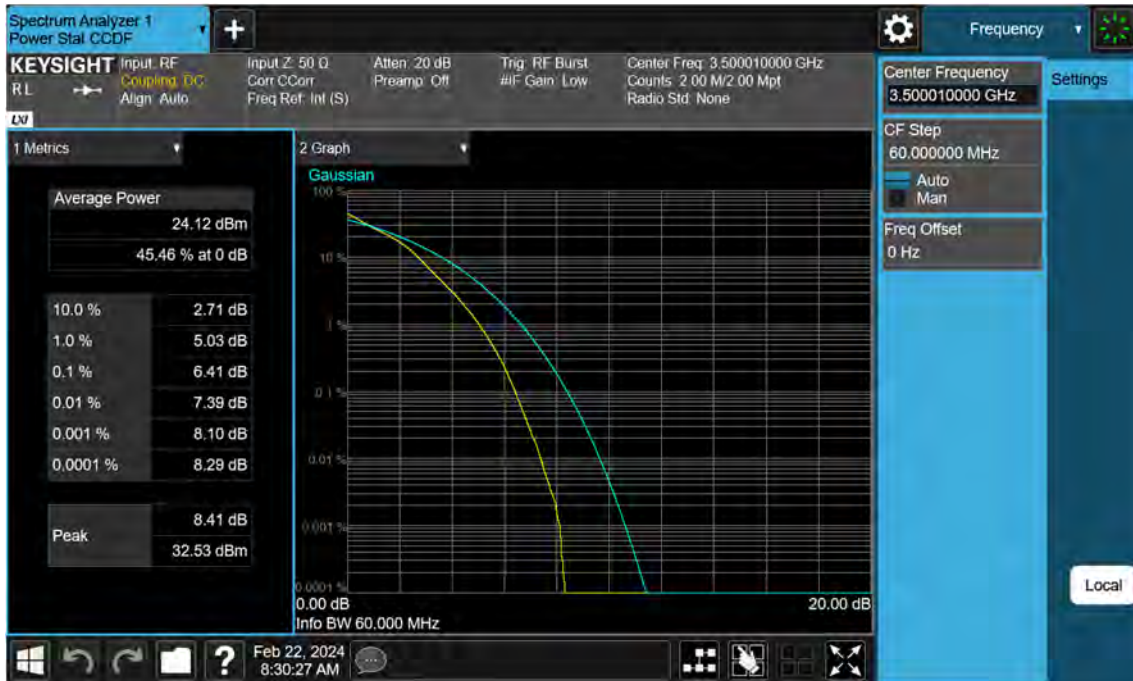 Spectrum Analyzer 1
Power Stat CCDF
Frequency
KEYSIGHT
RL
LXI
Input: RF
Coupling: DC
Align: Auto
Input Z: 50 Ω
Corr CCorr
Freq Ref: Int (S)
Atten: 20 dB
Preamp: Off
Trig: RF Burst
#IF Gain: Low
Center Freq: 3.500010000 GHz
Counts: 2.00 M/2.00 Mpt
Radio Std: None
1 Metrics
Average Power
24.12 dBm
45.46 % at 0 dB
10.0 % 2.71 dB
1.0 % 5.03 dB
0.1 % 6.41 dB
0.01 % 7.39 dB
0.001 % 8.10 dB
0.0001 % 8.29 dB
Peak
8.41 dB
32.53 dBm
2 Graph
Gaussian
100 %
10 %
1 %
0.1 %
0.01 %
0.001 %
0.0001 %
0.00 dB 20.00 dB
Info BW 60.000 MHz
Center Frequency
3.500010000 GHz
Settings
CF Step
60.000000 MHz
Auto
Man
Freq Offset
0 Hz
Local
?
Feb 22, 2024
8:30:27 AM